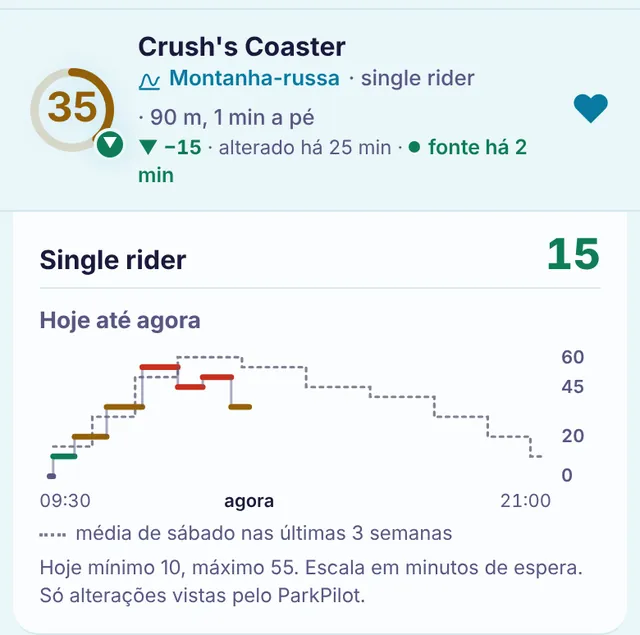 Crush's Coaster
35
Montanha-russa · single rider
· 90 m, 1 min a pé
▼ −15 · alterado há 25 min · ● fonte há 2
min
Single rider
15
Hoje até agora
60
45
20
0
09:30
agora
21:00
média de sábado nas últimas 3 semanas
Hoje mínimo 10, máximo 55. Escala em minutos de espera.
Só alterações vistas pelo ParkPilot.